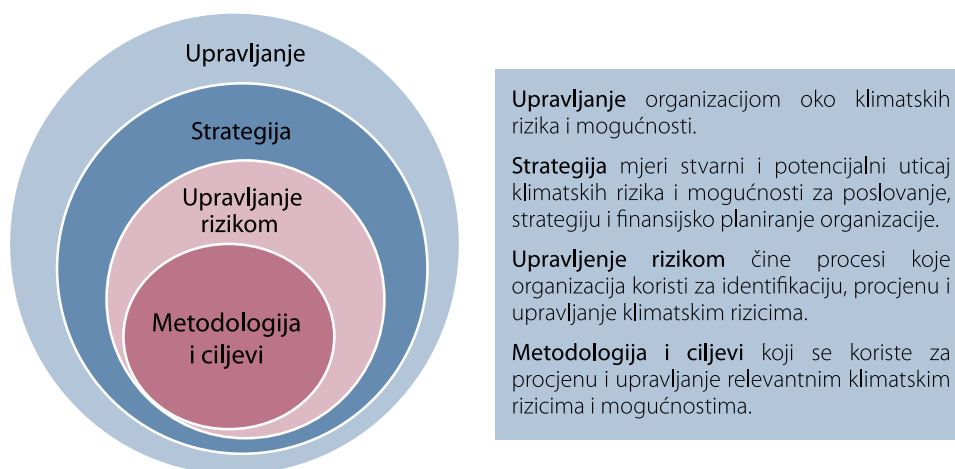 Upravljanje
Strategija
Upravljanje
rizikom
Metodologija
i ciljevi
Upravljanje organizacijom oko klimatskih
rizika i mogućnosti.
Strategija mjeri stvarni i potencijalni uticaj
klimatskih rizika i mogućnosti za poslovanje,
strategiju i finansijsko planiranje organizacije.
Upravljenje rizikom čine procesi koje
organizacija koristi za identifikaciju, procjenu i
upravljanje klimatskim rizicima.
Metodologija i ciljevi koji se koriste za
procjenu i upravljanje relevantnim klimatskim
rizicima i mogućnostima.